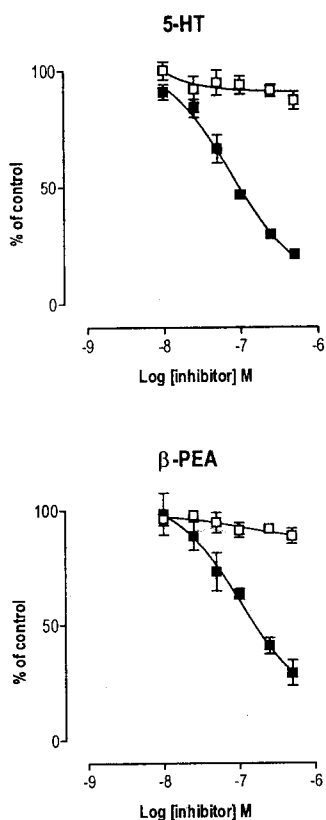 5-HT
% of control
100
50
0
-9 -8 -7 -6
Log [inhibitor] M
β-PEA
% of control
100
50
0
-9 -8 -7 -6
Log [inhibitor] M